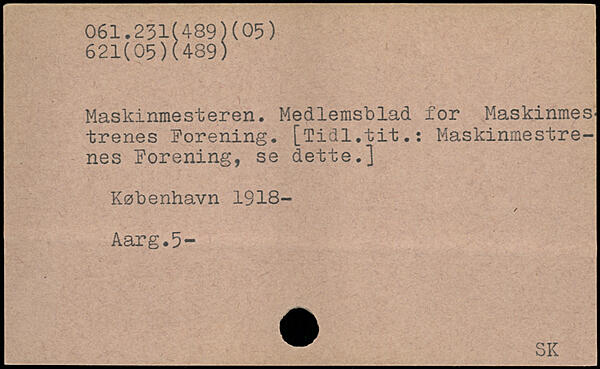 061.231(489)(05)
621(05)(489)
Maskinmesteren. Medlemsblad for Maskinmes-
trenes Forening. [Tidl.tit.: Maskinmestre-
nes Forening, se dette.]
København 1918-
Aarg.5-
SK